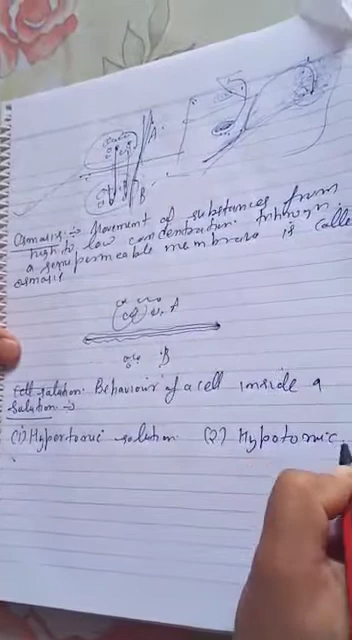 A
B
Osmosis :→ Movement of substances from
high to low concentration through
a semipermeable membrane is calle
osmosis
A
B
Cell solution: Behaviour of a cell inside a
Solution →
(1) Hypertonic solution (2) Hypotonic